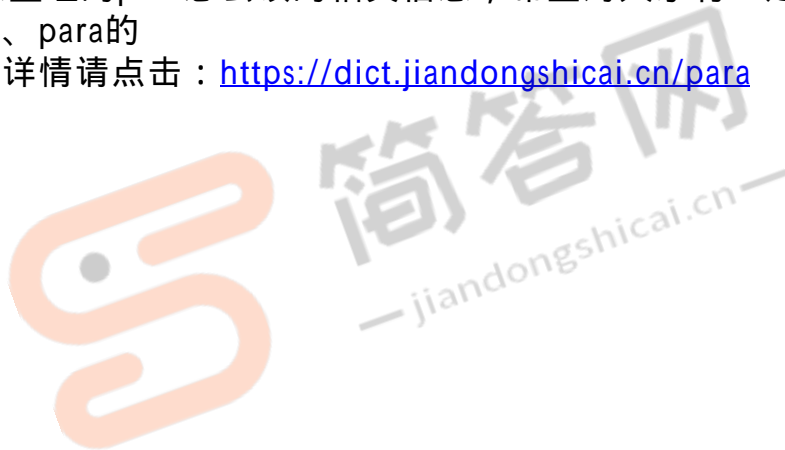 、para的
详情请点击：https://dict.jiandongshicai.cn/para
简答网
jiandongshicai.cn